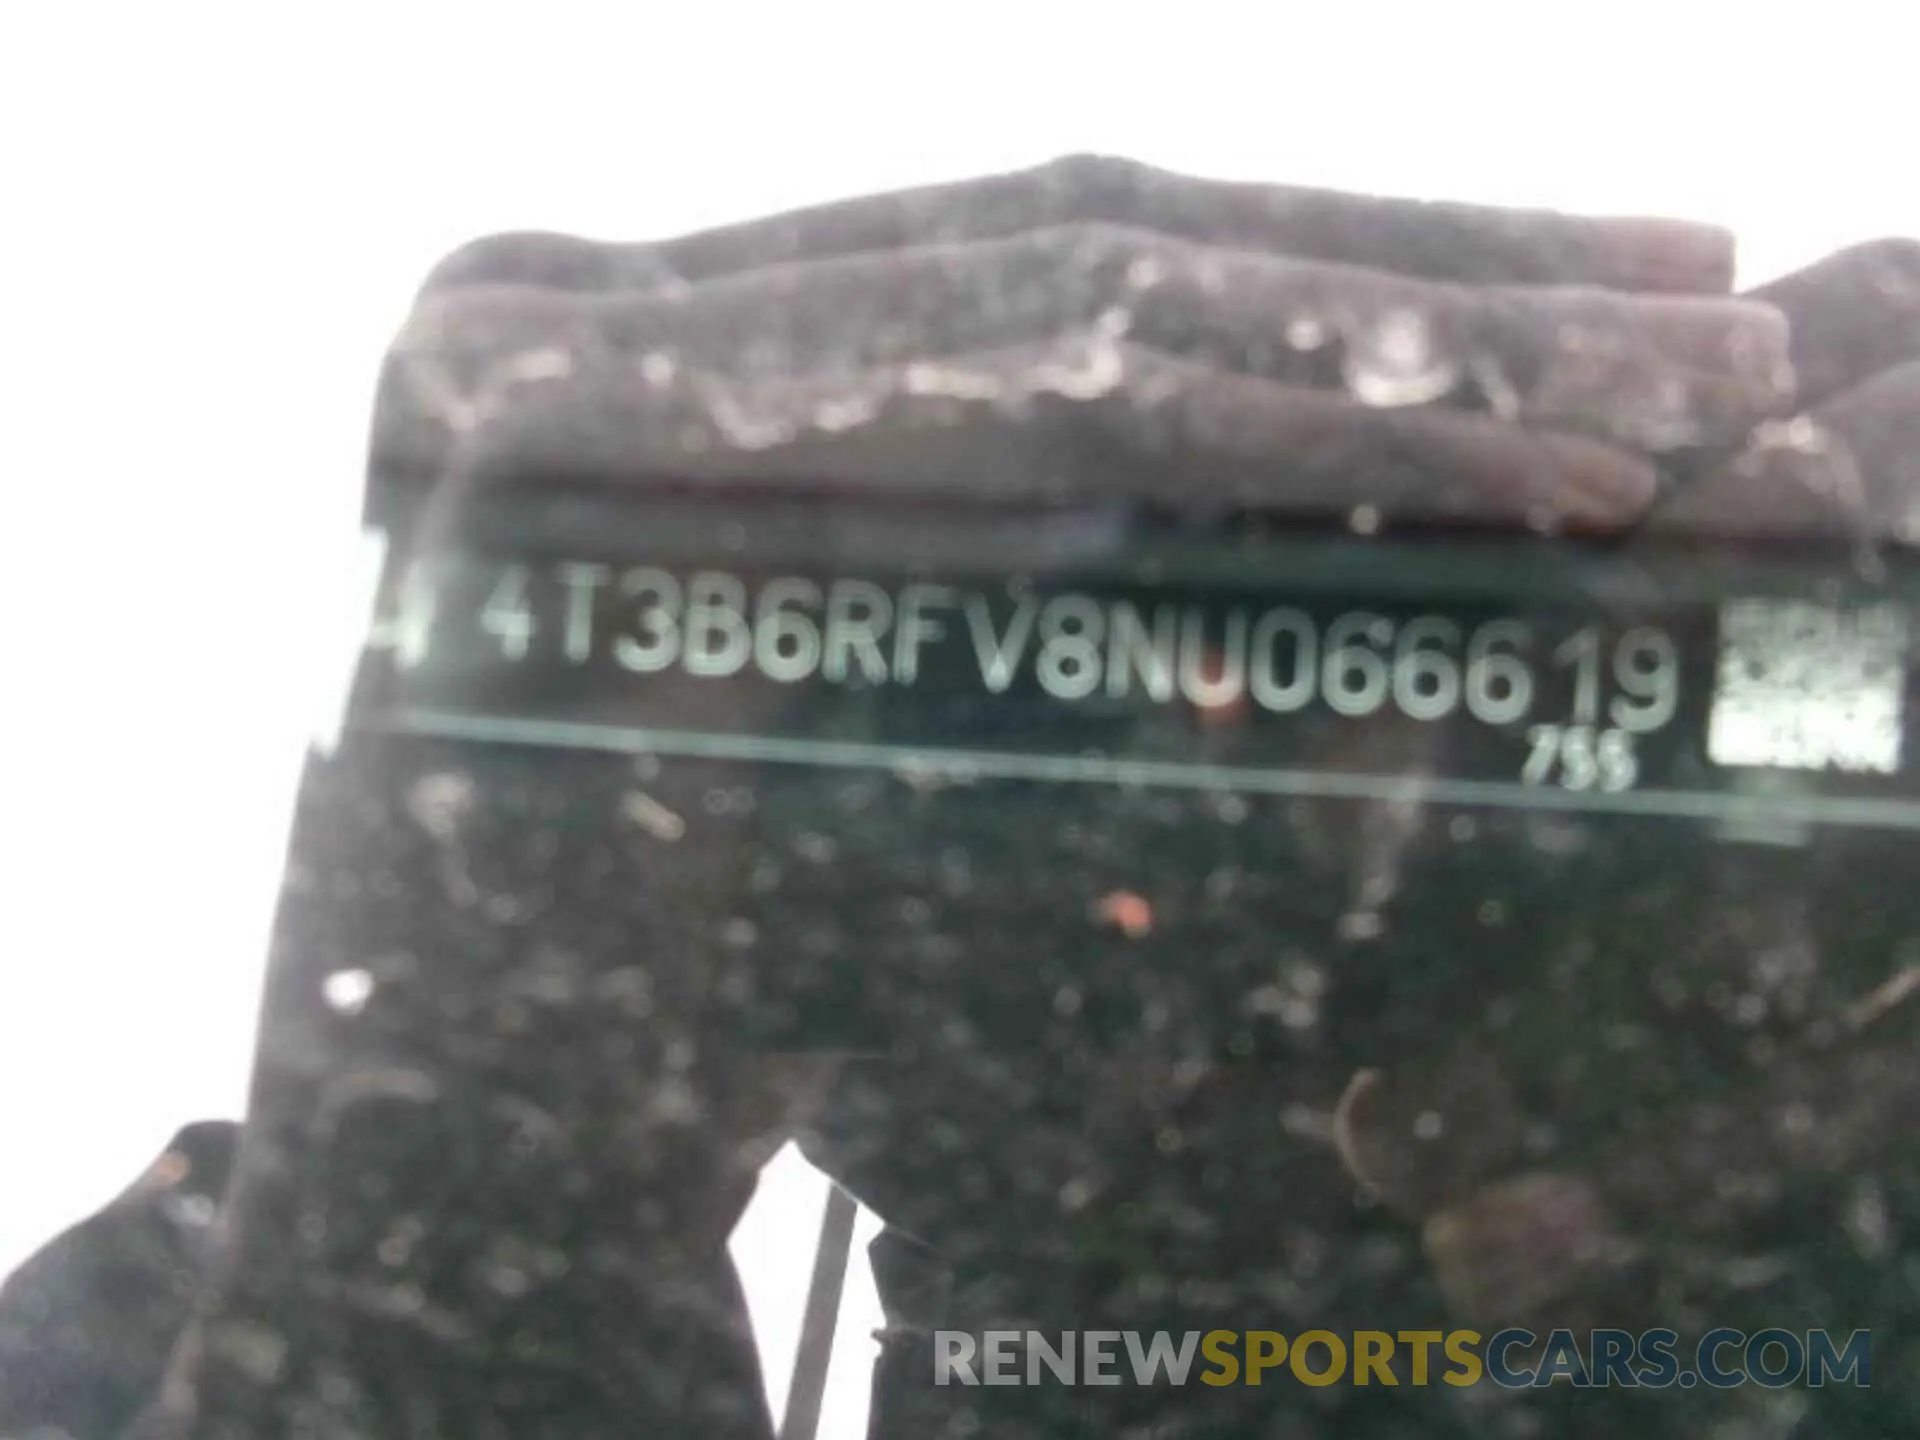 4T3B6RFV8NU066619
755
RENEWSPORTSCARS.COM